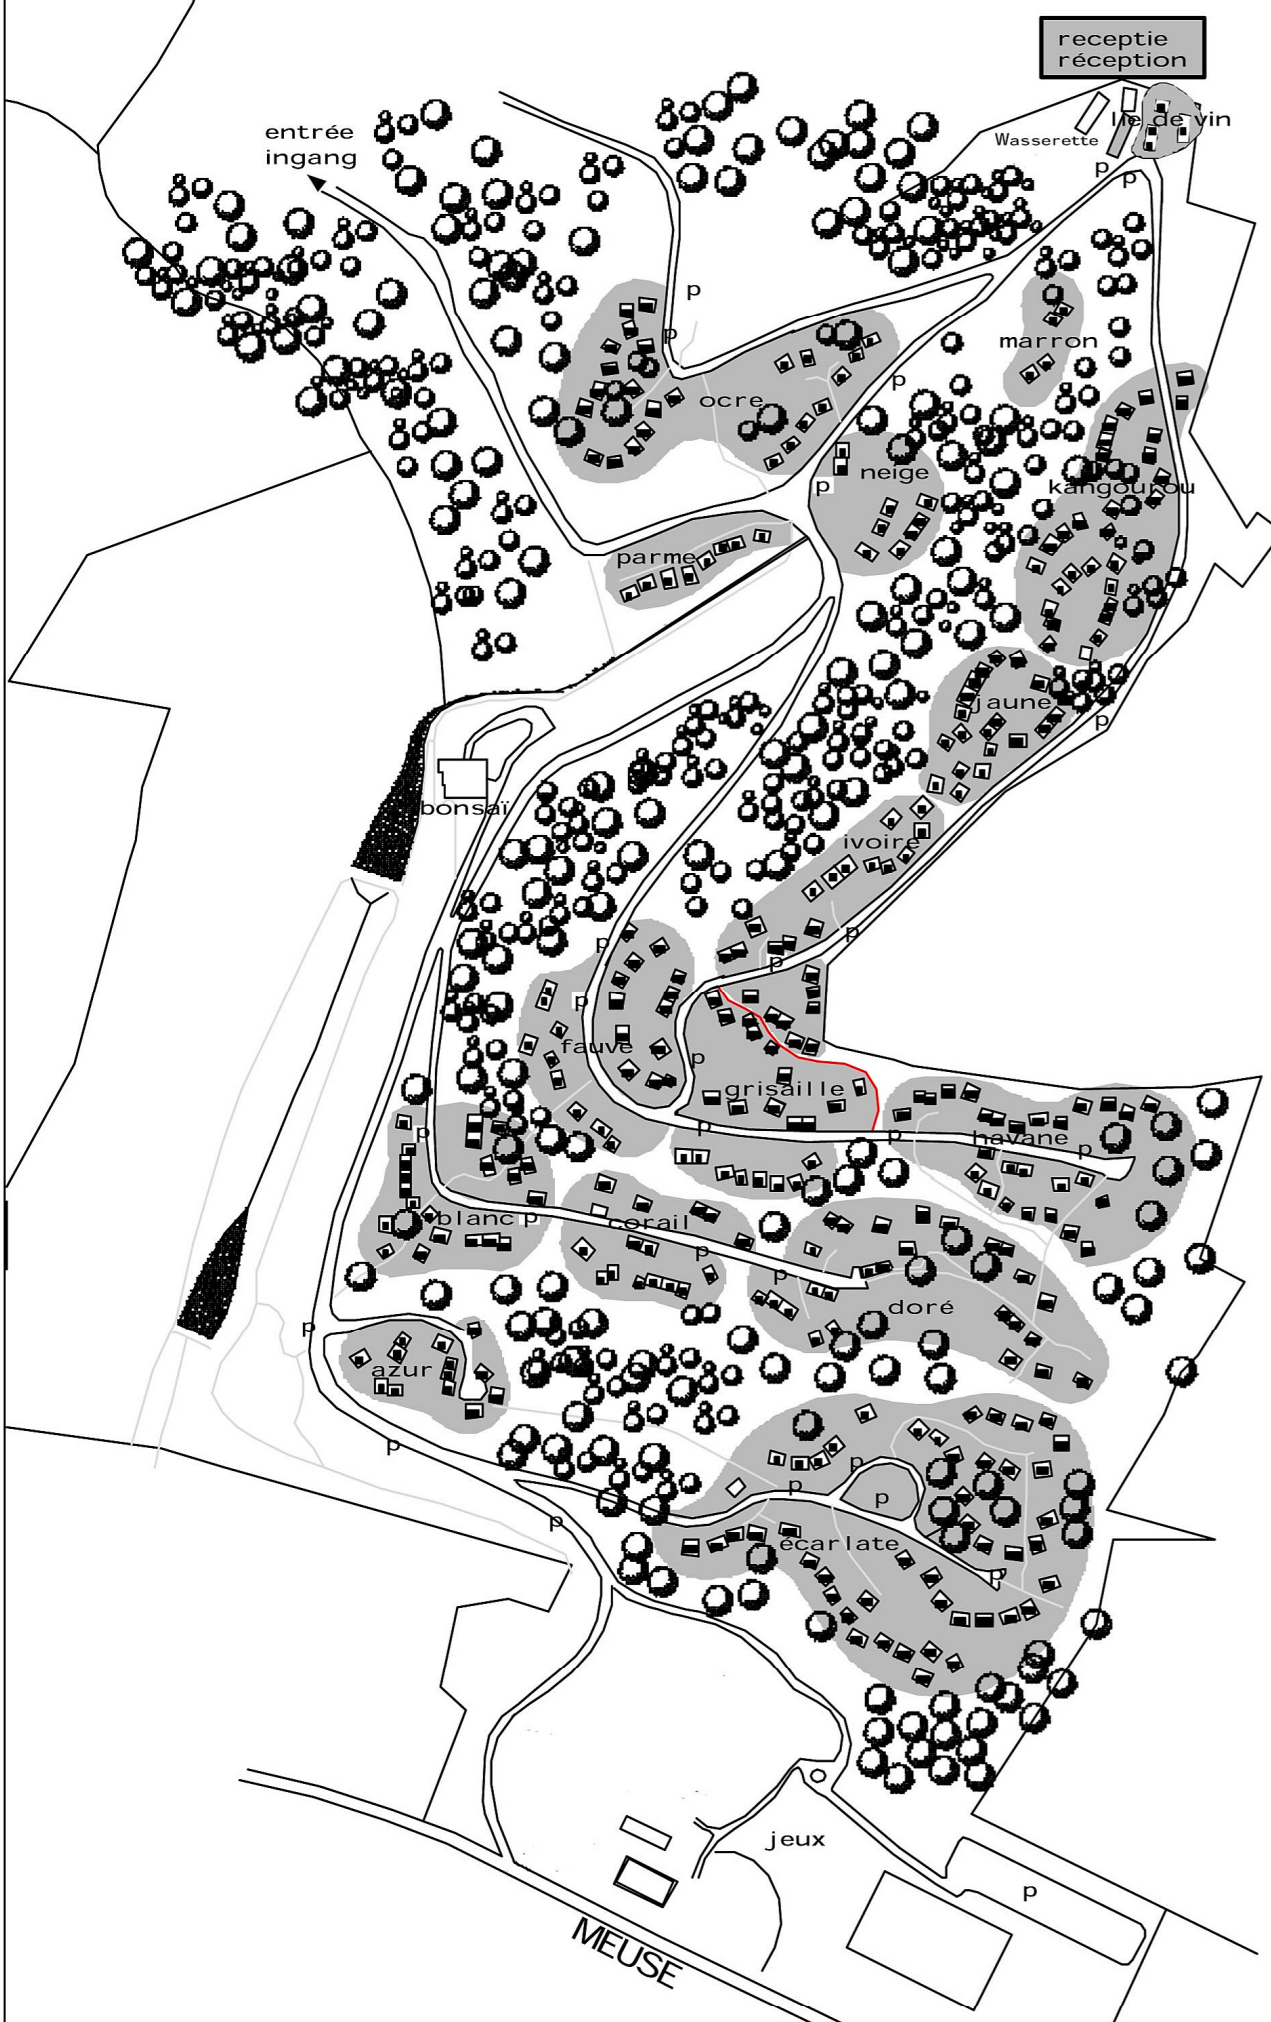 receptie
réception
lie de vin
Wasserette
p
p
entrée
ingang
p
p
marron
p
ocre
neige
kangourou
p
parme
jaune
p
bonsaï
ivoire
p
p
p
p
fauve
p
grisaille
p
p
p
havane
p
blanc
p
corail
p
p
doré
p
azur
p
p
p
p
p
écarlate
p
p
jeux
p
MEUSE